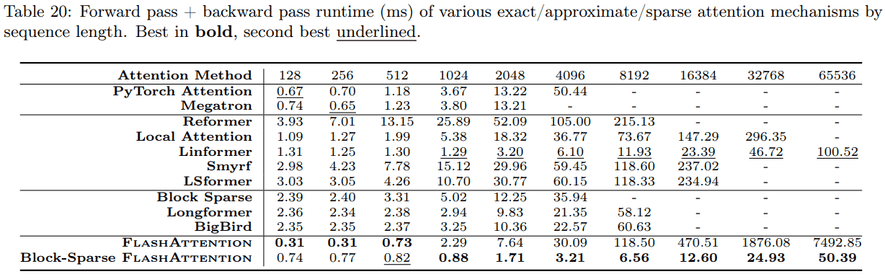 Table 20: Forward pass + backward pass runtime (ms) of various exact/approximate/sparse attention mechanisms by
sequence length. Best in bold, second best underlined.
Attention Method 128 256 512 1024 2048 4096 8192 16384 32768 65536
PyTorch Attention 0.67 0.70 1.18 3.67 13.22 50.44 - - - -
Megatron 0.74 0.65 1.23 3.80 13.21 - - - - -
Reformer 3.93 7.01 13.15 25.89 52.09 105.00 215.13 - - -
Local Attention 1.09 1.27 1.99 5.38 18.32 36.77 73.67 147.29 296.35 -
Linformer 1.31 1.25 1.30 1.29 3.20 6.10 11.93 23.39 46.72 100.52
Smyrf 2.98 4.23 7.78 15.12 29.96 59.45 118.60 237.02 - -
LSformer 3.03 3.05 4.26 10.70 30.77 60.15 118.33 234.94 - -
Block Sparse 2.39 2.40 3.31 5.02 12.25 35.94 - - - -
Longformer 2.36 2.34 2.38 2.94 9.83 21.35 58.12 - - -
BigBird 2.35 2.35 2.37 3.25 10.36 22.57 60.63 - - -
FlashAttention 0.31 0.31 0.73 2.29 7.64 30.09 118.50 470.51 1876.08 7492.85
Block-Sparse FlashAttention 0.74 0.77 0.82 0.88 1.71 3.21 6.56 12.60 24.93 50.39